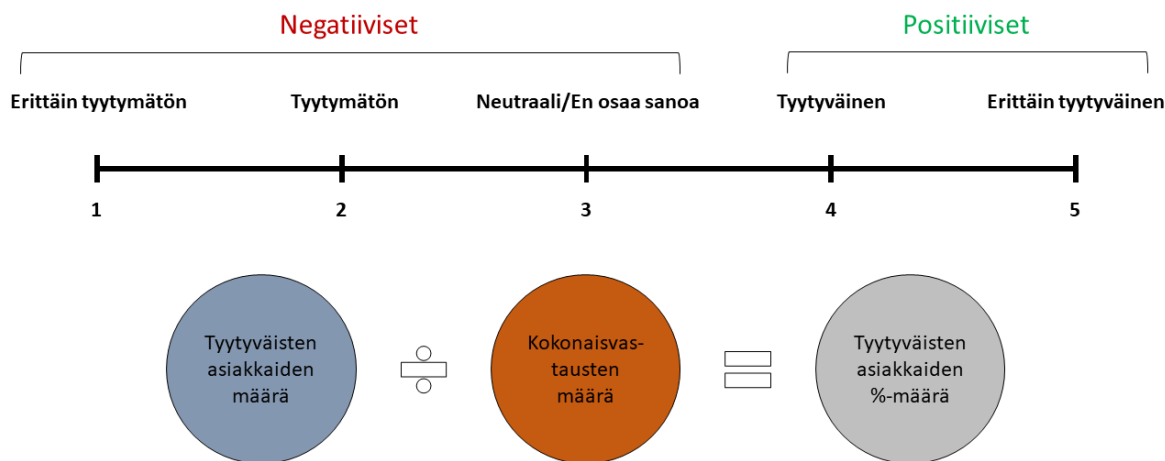 Negatiiviset
Positiiviset
Erittäin tyytymätön
Tyytymätön
Neutraali/En osaa sanoa
Tyytyväinen
Erittäin tyytyväinen
1
2
3
4
5
Tyytyväisten
asiakkaiden
määrä
Kokonaisvas-
tausten
määrä
Tyytyväisten
asiakkaiden
%-määrä